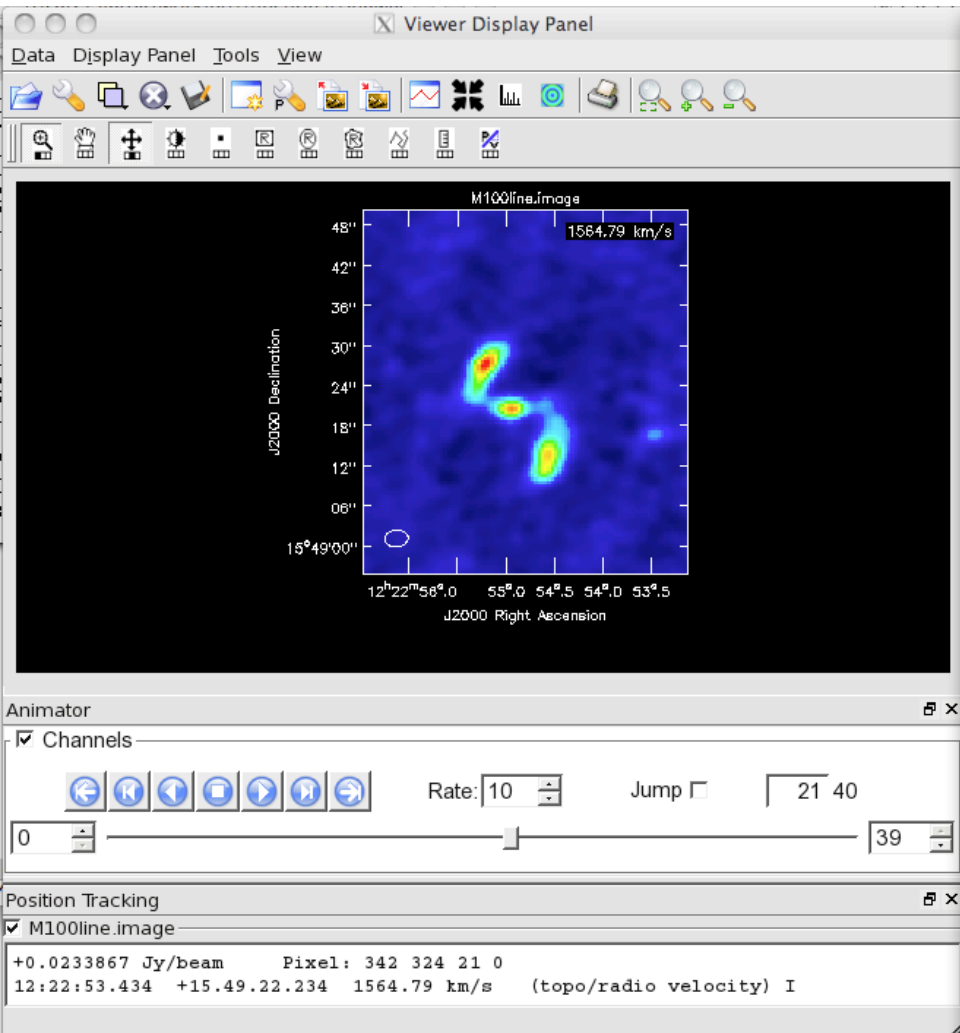 Viewer Display Panel
Data Display Panel Tools View
M100line.image
1564.79 km/s
48"
42"
36"
30"
24"
18"
12"
06"
15°49'00"
J2000 Declination
12ʰ22ᵐ56ˢ.0 55ˢ.0 54ˢ.5 54ˢ.0 53ˢ.5
J2000 Right Ascension
Animator
Channels
Rate: 10 Jump 21 40
0 39
Position Tracking
M100line.image
+0.0233867 Jy/beam Pixel: 342 324 21 0
12:22:53.434 +15.49.22.234 1564.79 km/s (topo/radio velocity) I